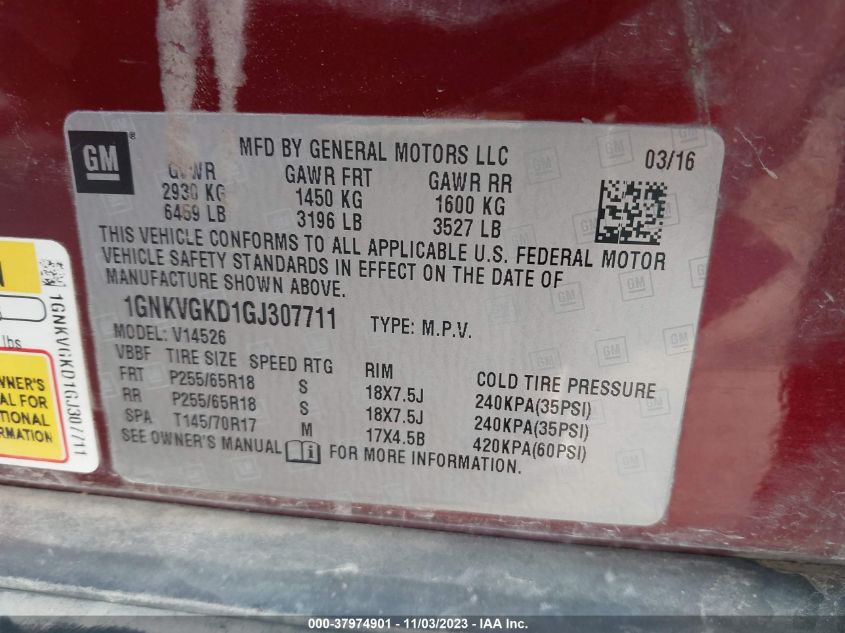 GM
®
MFD BY GENERAL MOTORS LLC
03/16
GVWR GAWR FRT GAWR RR
2930 KG 1450 KG 1600 KG
6459 LB 3196 LB 3527 LB
THIS VEHICLE CONFORMS TO ALL APPLICABLE U.S. FEDERAL MOTOR
VEHICLE SAFETY STANDARDS IN EFFECT ON THE DATE OF
MANUFACTURE SHOWN ABOVE.
1GNKVGKD1GJ307711 TYPE: M.P.V.
MODEL: V14526
VBBF TIRE SIZE SPEED RTG RIM COLD TIRE PRESSURE
FRT P255/65R18 S 18X7.5J 240KPA(35PSI)
RR P255/65R18 S 18X7.5J 240KPA(35PSI)
SPA T145/70R17 M 17X4.5B 420KPA(60PSI)
SEE OWNER'S MANUAL FOR MORE INFORMATION.
1GNKVGKD1GJ307711
N
lbs
WNER'S
AL FOR
TIONAL
RMATION
000-37974901 - 11/03/2023 - IAA Inc.